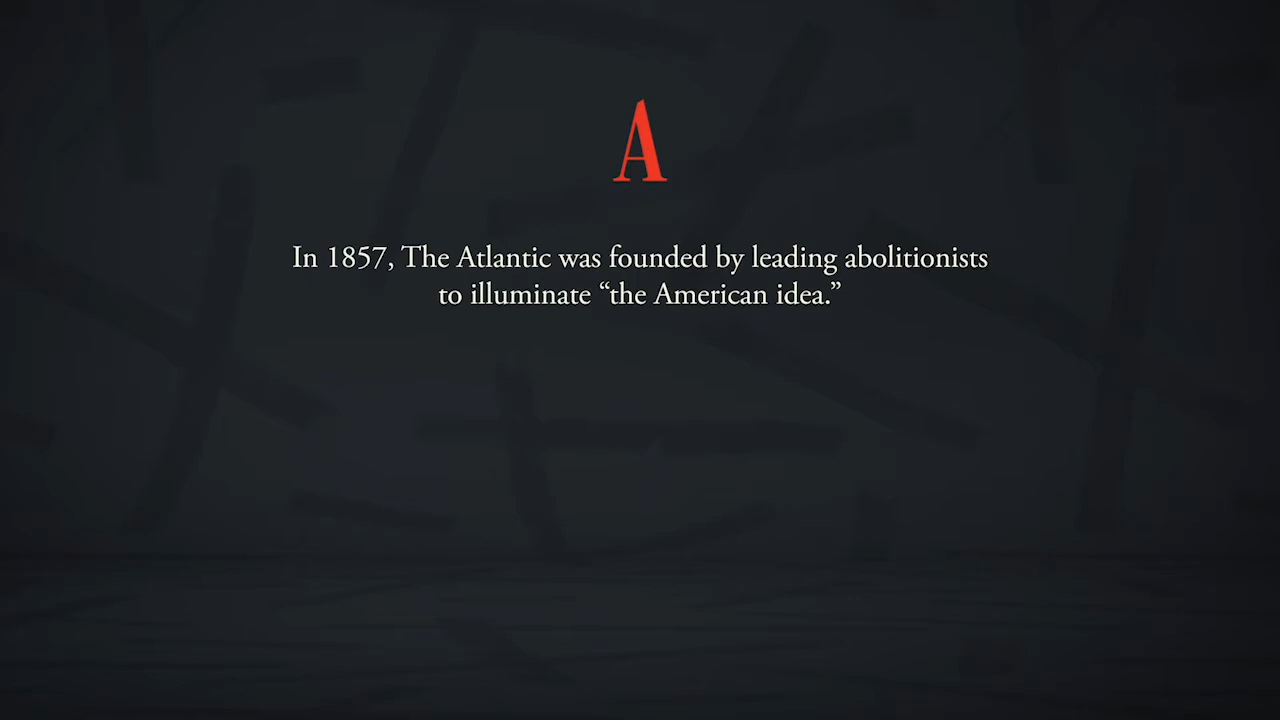 A
In 1857, The Atlantic was founded by leading abolitionists
to illuminate “the American idea.”